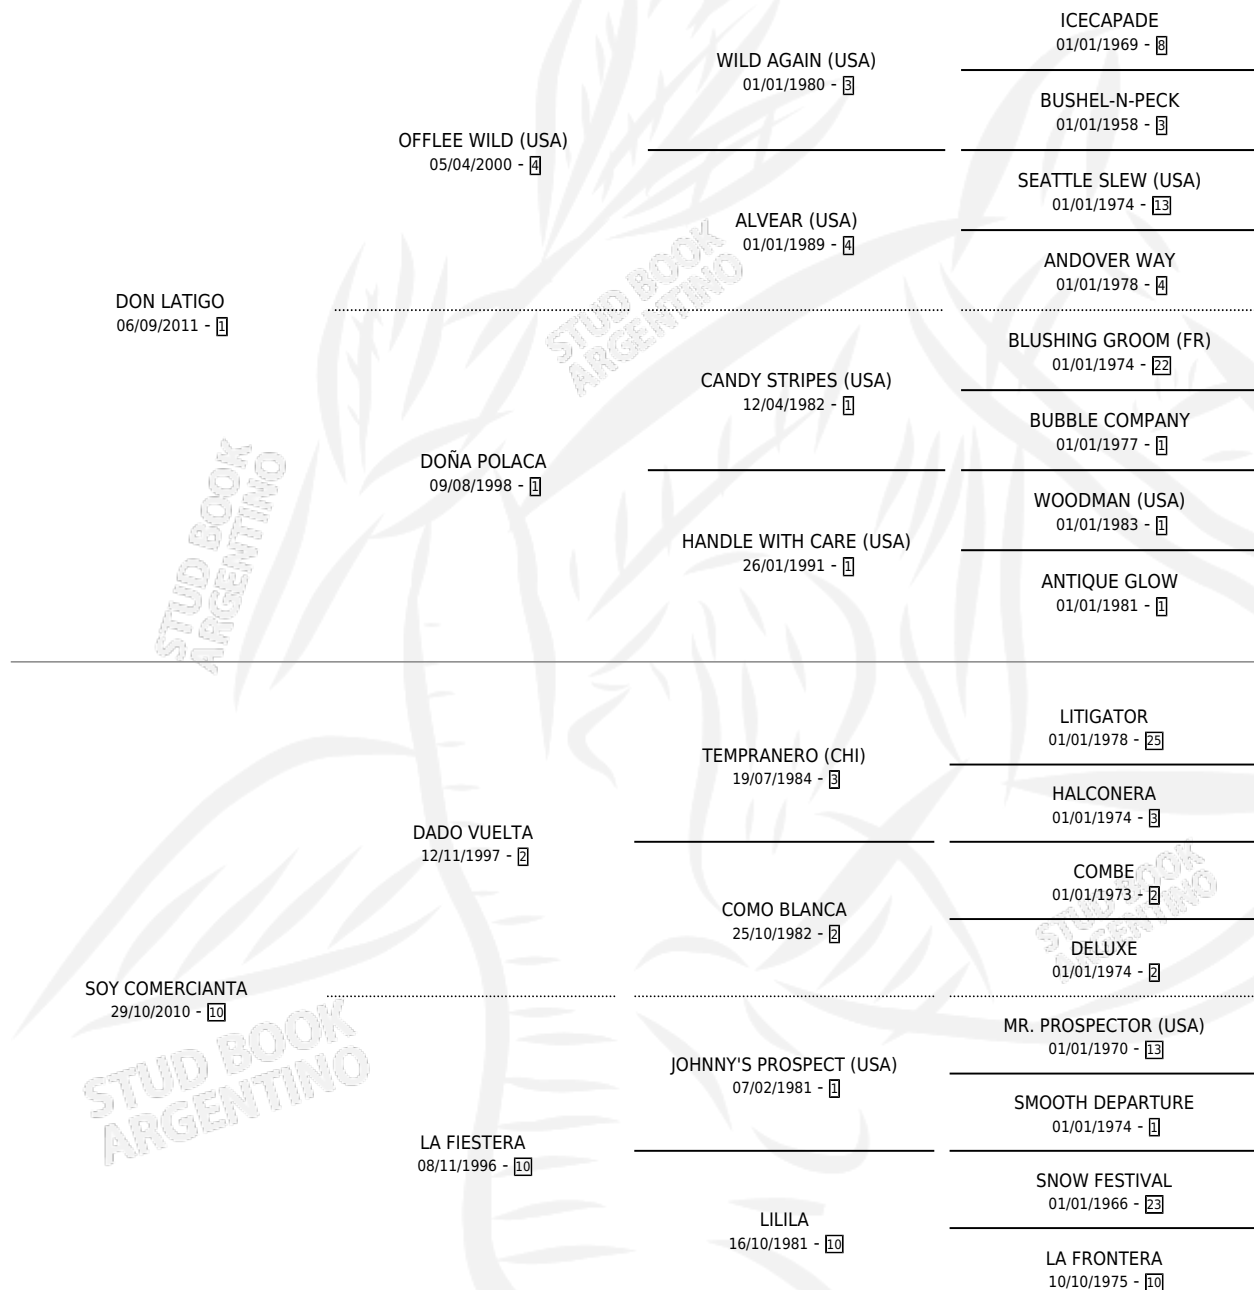 ICECAPADE
01/01/1969 - 8
WILD AGAIN (USA)
01/01/1980 - 3
BUSHEL-N-PECK
01/01/1958 - 3
OFFLEE WILD (USA)
05/04/2000 - 4
SEATTLE SLEW (USA)
01/01/1974 - 13
ALVEAR (USA)
01/01/1989 - 4
ANDOVER WAY
01/01/1978 - 4
DON LATIGO
06/09/2011 - 1
STUD BOOK
ARGENTINO
BLUSHING GROOM (FR)
01/01/1974 - 22
CANDY STRIPES (USA)
12/04/1982 - 1
BUBBLE COMPANY
01/01/1977 - 1
DOÑA POLACA
09/08/1998 - 1
WOODMAN (USA)
01/01/1983 - 1
HANDLE WITH CARE (USA)
26/01/1991 - 1
ANTIQUE GLOW
01/01/1981 - 1
STUD BOOK
ARGENTINO
LITIGATOR
01/01/1978 - 25
TEMPRANERO (CHI)
19/07/1984 - 3
HALCONERA
01/01/1974 - 3
DADO VUELTA
12/11/1997 - 2
COMBE
01/01/1973 - 2
COMO BLANCA
25/10/1982 - 2
STUD BOOK
ARGENTINO
DELUXE
01/01/1974 - 2
SOY COMERCIANTA
29/10/2010 - 10
STUD BOOK
ARGENTINO
MR. PROSPECTOR (USA)
01/01/1970 - 13
JOHNNY'S PROSPECT (USA)
07/02/1981 - 1
SMOOTH DEPARTURE
01/01/1974 - 1
LA FIESTERA
08/11/1996 - 10
SNOW FESTIVAL
01/01/1966 - 23
LILILA
16/10/1981 - 10
LA FRONTERA
10/10/1975 - 10